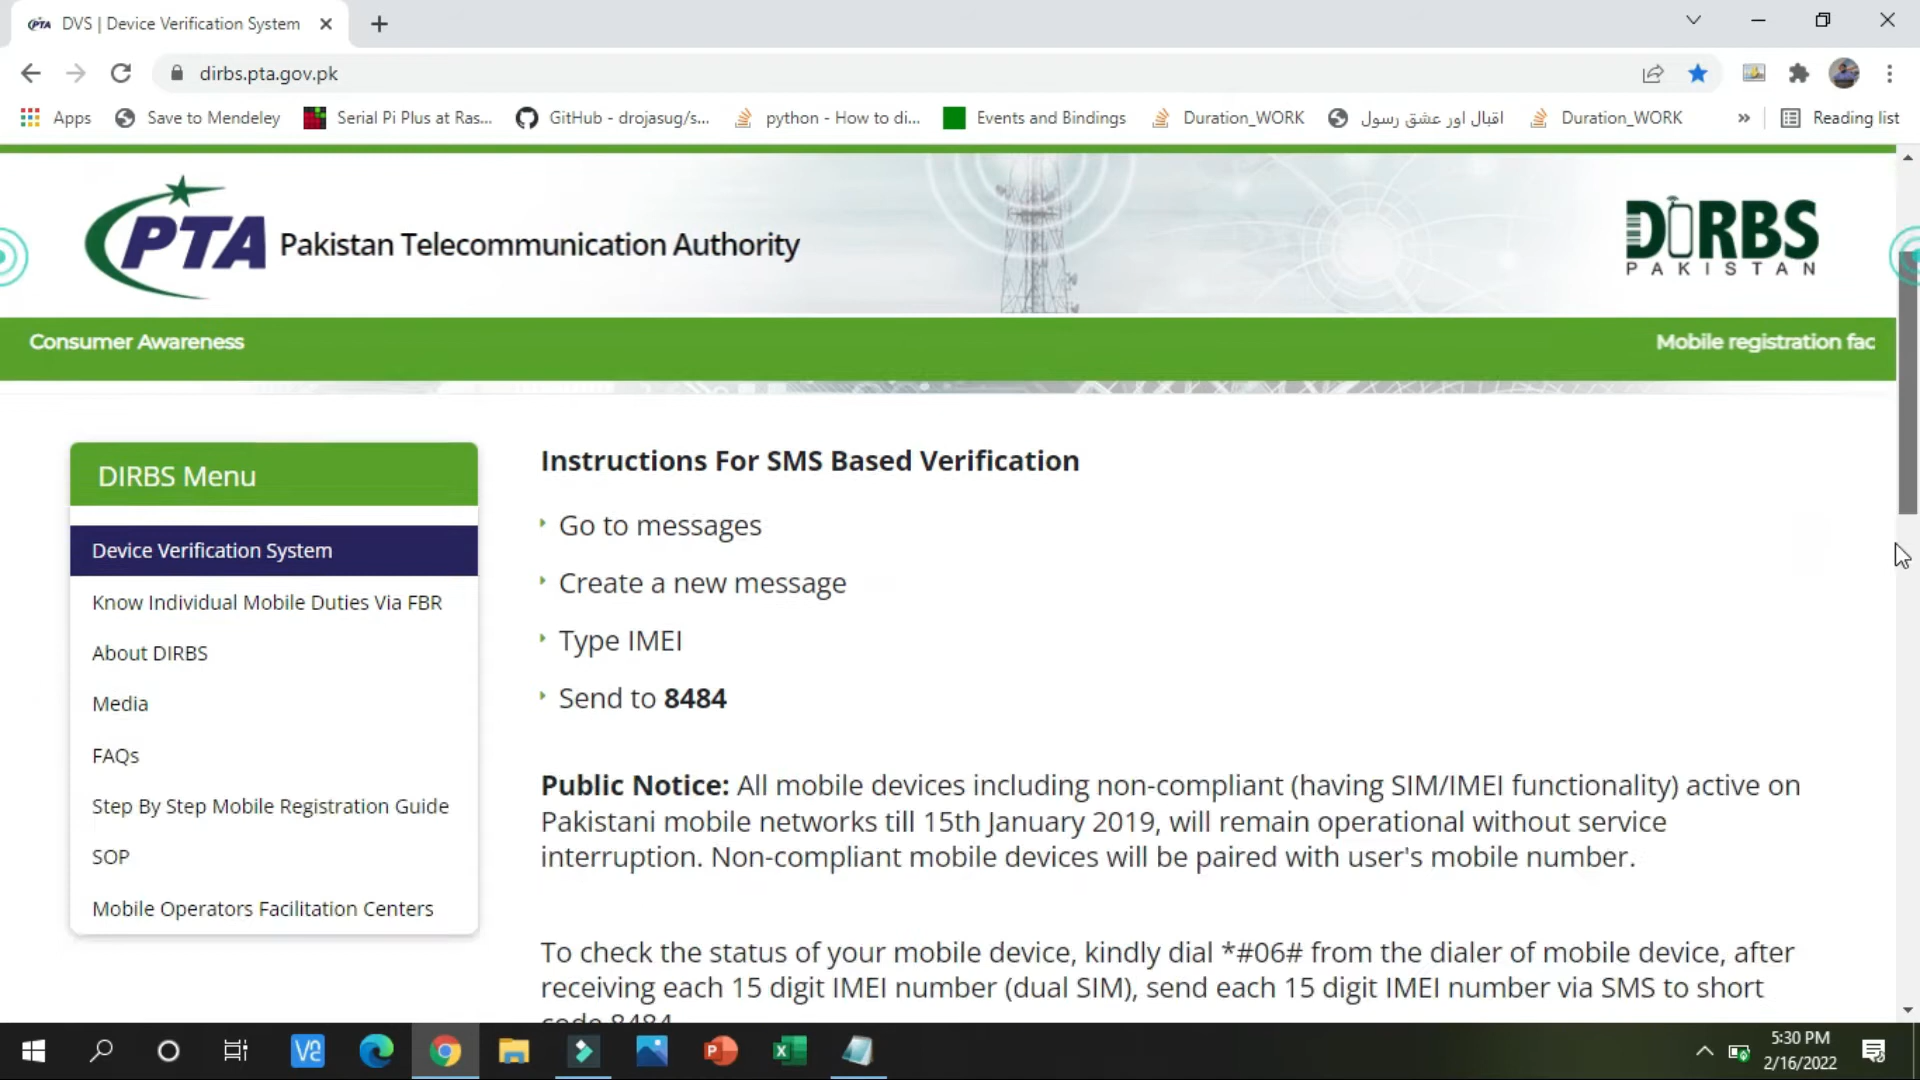 PTA DVS | Device Verification System
dirbs.pta.gov.pk
Apps Save to Mendeley Serial Pi Plus at Ras... GitHub - drojasug/s... python - How to di... Events and Bindings Duration_WORK اقبال اور عشق رسول Duration_WORK » Reading list
PTA Pakistan Telecommunication Authority
DIRBS
PAKISTAN
Consumer Awareness Mobile registration fac
DIRBS Menu
Device Verification System
Know Individual Mobile Duties Via FBR
About DIRBS
Media
FAQs
Step By Step Mobile Registration Guide
SOP
Mobile Operators Facilitation Centers
Instructions For SMS Based Verification
Go to messages
Create a new message
Type IMEI
Send to 8484
Public Notice: All mobile devices including non-compliant (having SIM/IMEI functionality) active on
Pakistani mobile networks till 15th January 2019, will remain operational without service
interruption. Non-compliant mobile devices will be paired with user's mobile number.
To check the status of your mobile device, kindly dial *#06# from the dialer of mobile device, after
receiving each 15 digit IMEI number (dual SIM), send each 15 digit IMEI number via SMS to short
code 8484
5:30 PM
2/16/2022